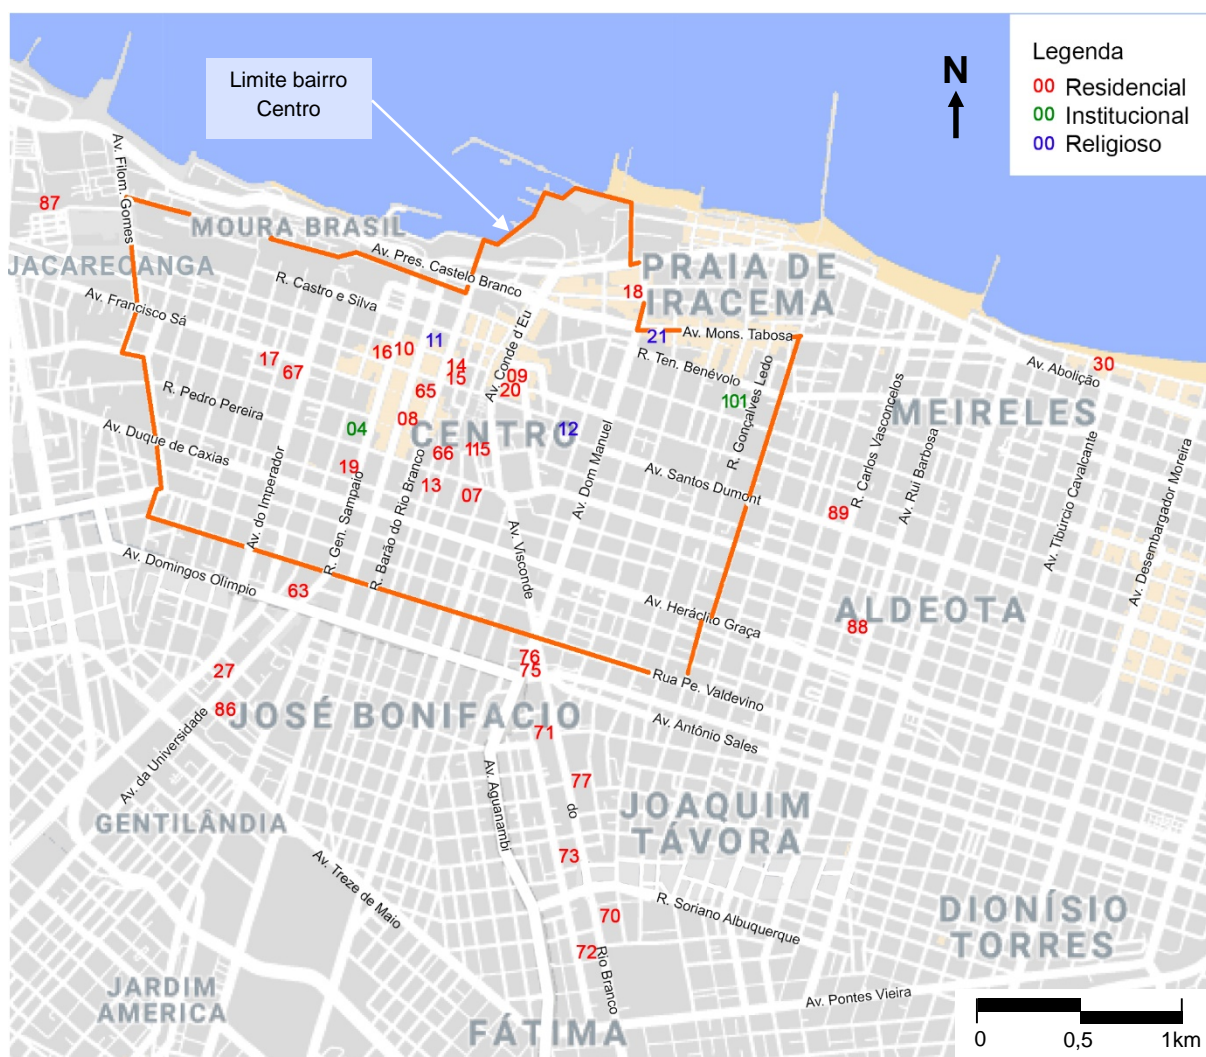 Legenda
00 Residencial
00 Institucional
00 Religioso
N
Limite bairro
Centro
Av. Filom. Gomes
87
MOURA BRASIL
JACARECANGA
Av. Pres. Castelo Branco
R. Castro e Silva
Av. Francisco Sá
PRAIA DE
IRACEMA
18
21
Av. Mons. Tabosa
R. Ten. Benévolo
Av. Conde d'Eu
11
10
16
17
67
14
15
09
20
65
08
04
CENTRO
12
101
R. Gonçalves Ledo
30
Av. Abolição
MEIRELES
R. Carlos Vasconcelos
Av. Rui Barbosa
Av. Tibúrcio Cavalcante
Av. Desembargador Moreira
R. Pedro Pereira
Av. Duque de Caxias
Av. do Imperador
R. Gen. Sampaio
R. Barão do Rio Branco
19
66
115
13
07
Av. Dom Manuel
Av. Santos Dumont
89
Av. Visconde
Av. Domingos Olímpio
63
Av. Heráclito Graça
ALDEOTA
88
76
75
Rua Pe. Valdevino
27
86
JOSÉ BONIFACIO
Av. da Universidade
71
Av. Antônio Sales
77
do
Av. Aguanambi
JOAQUIM
TÁVORA
GENTILÂNDIA
Av. Treze de Maio
73
70
R. Soriano Albuquerque
72
Rio Branco
DIONÍSIO
TORRES
JARDIM
AMERICA
FÁTIMA
Av. Pontes Vieira
0
0,5
1km